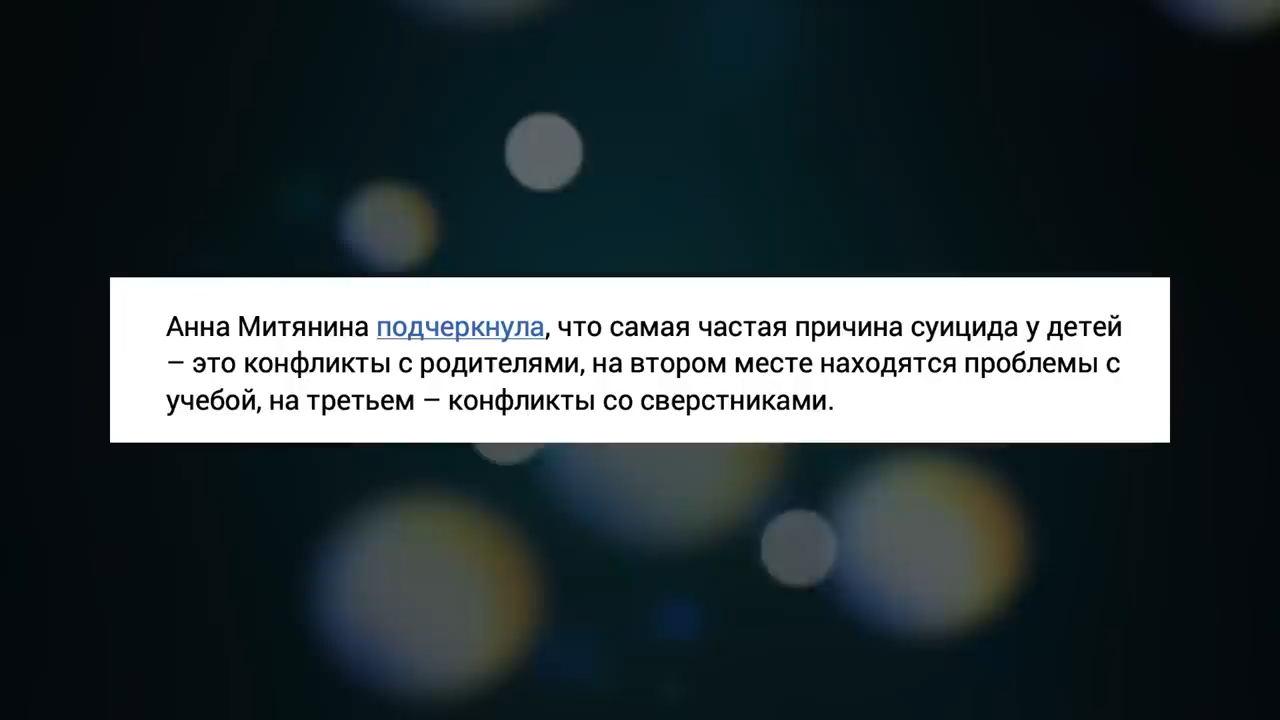 Анна Митянина подчеркнула, что самая частая причина суицида у детей
– это конфликты с родителями, на втором месте находятся проблемы с
учебой, на третьем – конфликты со сверстниками.